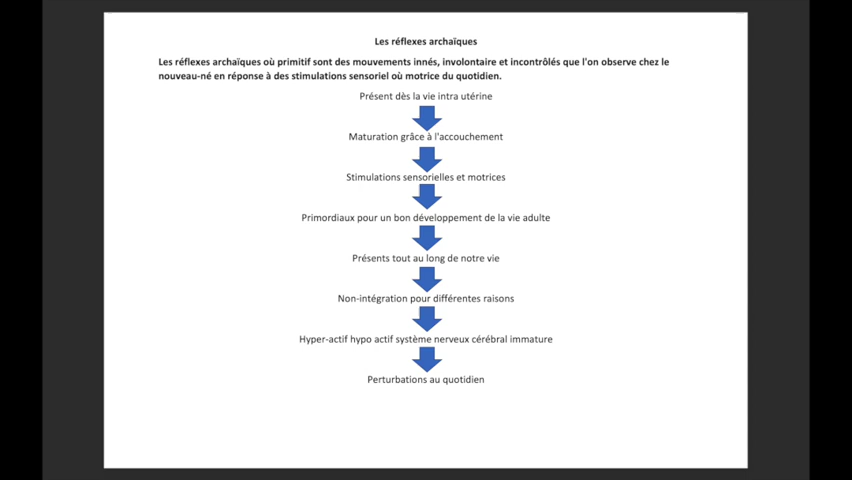 Les réflexes archaïques
Les réflexes archaïques où primitif sont des mouvements innés, involontaire et incontrôlés que l'on observe chez le
nouveau-né en réponse à des stimulations sensoriel où motrice du quotidien.
Présent dès la vie intra utérine
Maturation grâce à l'accouchement
Stimulations sensorielles et motrices
Primordiaux pour un bon développement de la vie adulte
Présents tout au long de notre vie
Non-intégration pour différentes raisons
Hyper-actif hypo actif système nerveux cérébral immature
Perturbations au quotidien